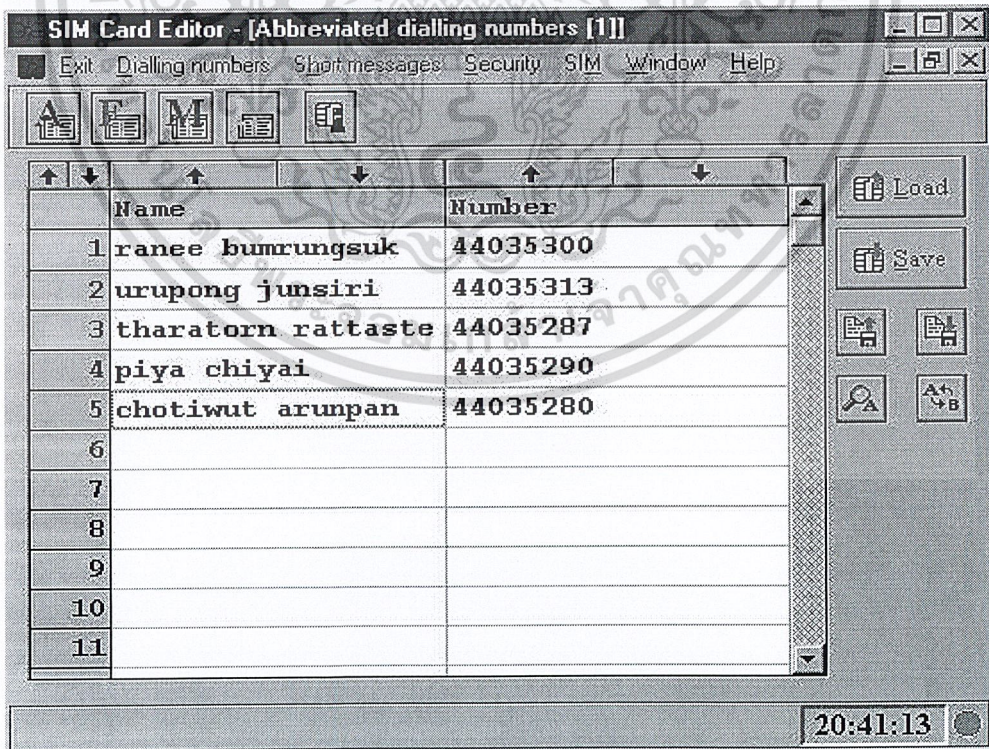 SIM Card Editor - [Abbreviated dialling numbers [1]]
Exit Dialling numbers Short messages Security SIM Window Help
A F M
Name Number
1 ranee bumrungsuk 44035300
2 urupong junsiri 44035313
3 tharatorn rattaste 44035287
4 piya chiyai 44035290
5 chotiwut arunpan 44035280
6
7
8
9
10
11
Load
Save
A
A B
20:41:13